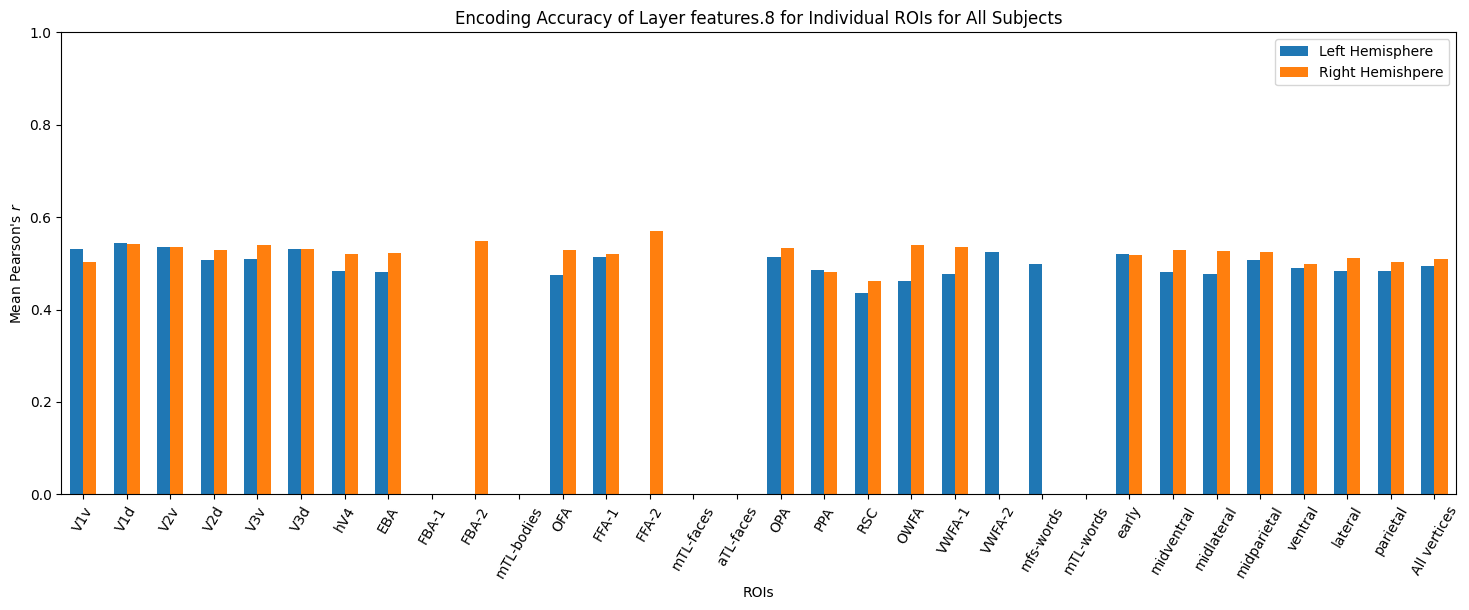 Encoding Accuracy of Layer features.8 for Individual ROIs for All Subjects
Left Hemisphere
Right Hemishpere
Mean Pearson's r
1.0
0.8
0.6
0.4
0.2
0.0
V1v
V1d
V2v
V2d
V3v
V3d
hV4
EBA
FBA-1
FBA-2
mTL-bodies
OFA
FFA-1
FFA-2
mTL-faces
aTL-faces
OPA
PPA
RSC
OWFA
VWFA-1
VWFA-2
mfs-words
mTL-words
early
midventral
midlateral
midparietal
ventral
lateral
parietal
All vertices
ROIs